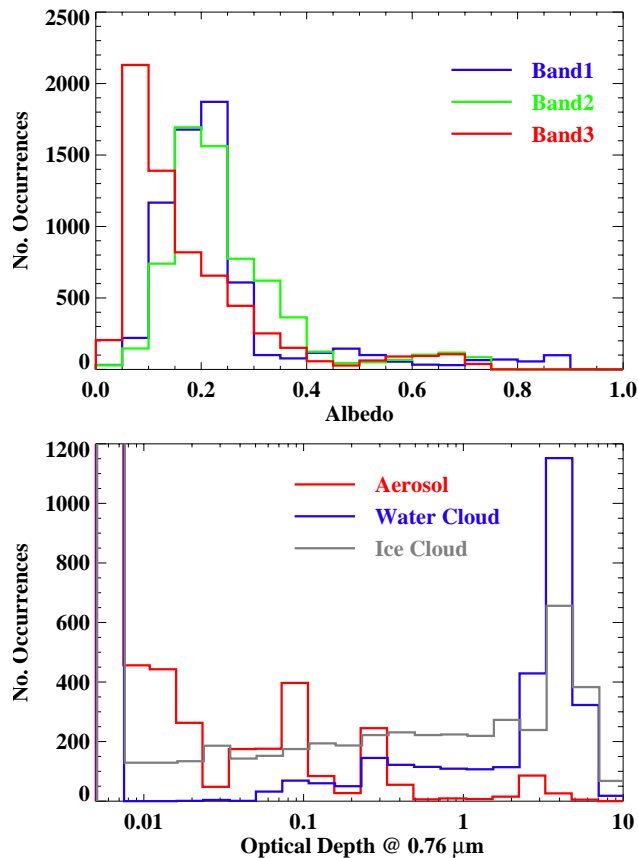 2500
2000
1500
1000
500
0
No. Occurrences
Band1
Band2
Band3
0.0 0.2 0.4 0.6 0.8 1.0
Albedo
1200
1000
800
600
400
200
0
No. Occurrences
Aerosol
Water Cloud
Ice Cloud
0.01 0.1 1 10
Optical Depth @ 0.76 μm